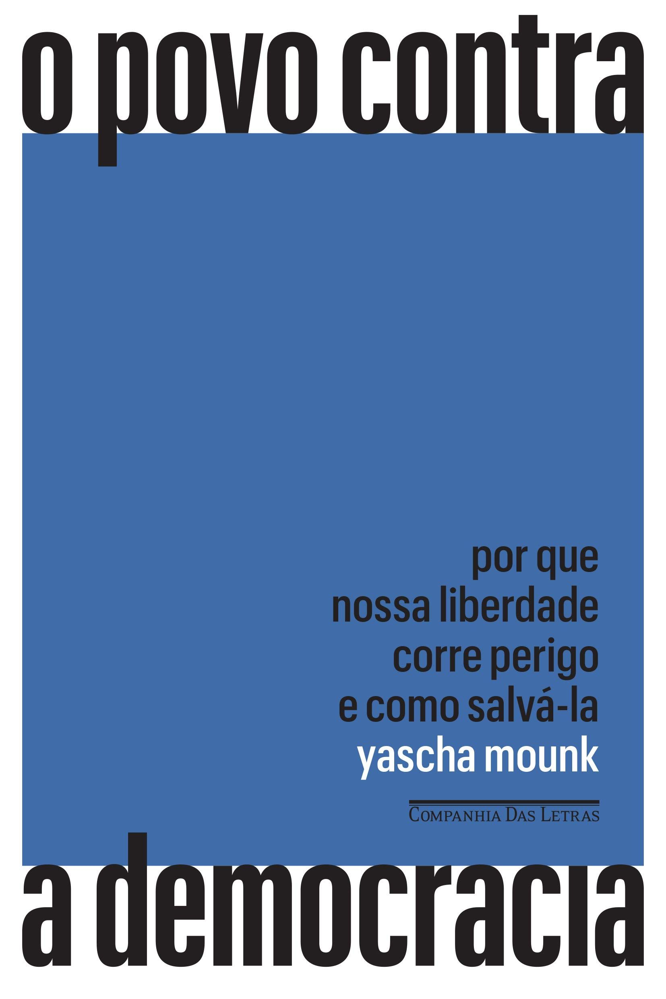 o povo contra
por que
nossa liberdade
corre perigo
e como salvá-la
yascha mounk
Companhia Das Letras
a democracia